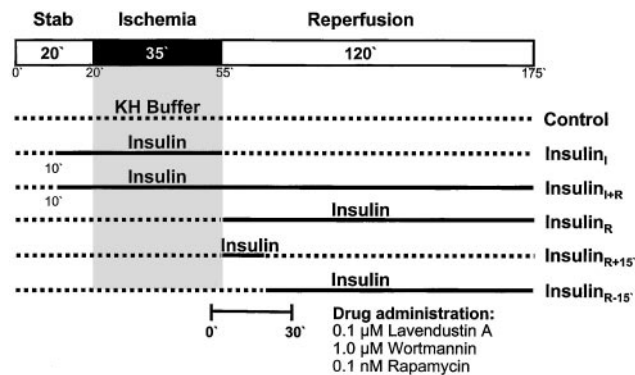 Stab Ischemia Reperfusion
20` 35` 120`
0` 20` 55` 175`
KH Buffer Control
Insulin InsulinI
10` Insulin InsulinI+R
10` Insulin InsulinR
Insulin InsulinR+15`
Insulin InsulinR-15`
0` 30`
Drug administration:
0.1 µM Lavendustin A
1.0 µM Wortmannin
0.1 nM Rapamycin